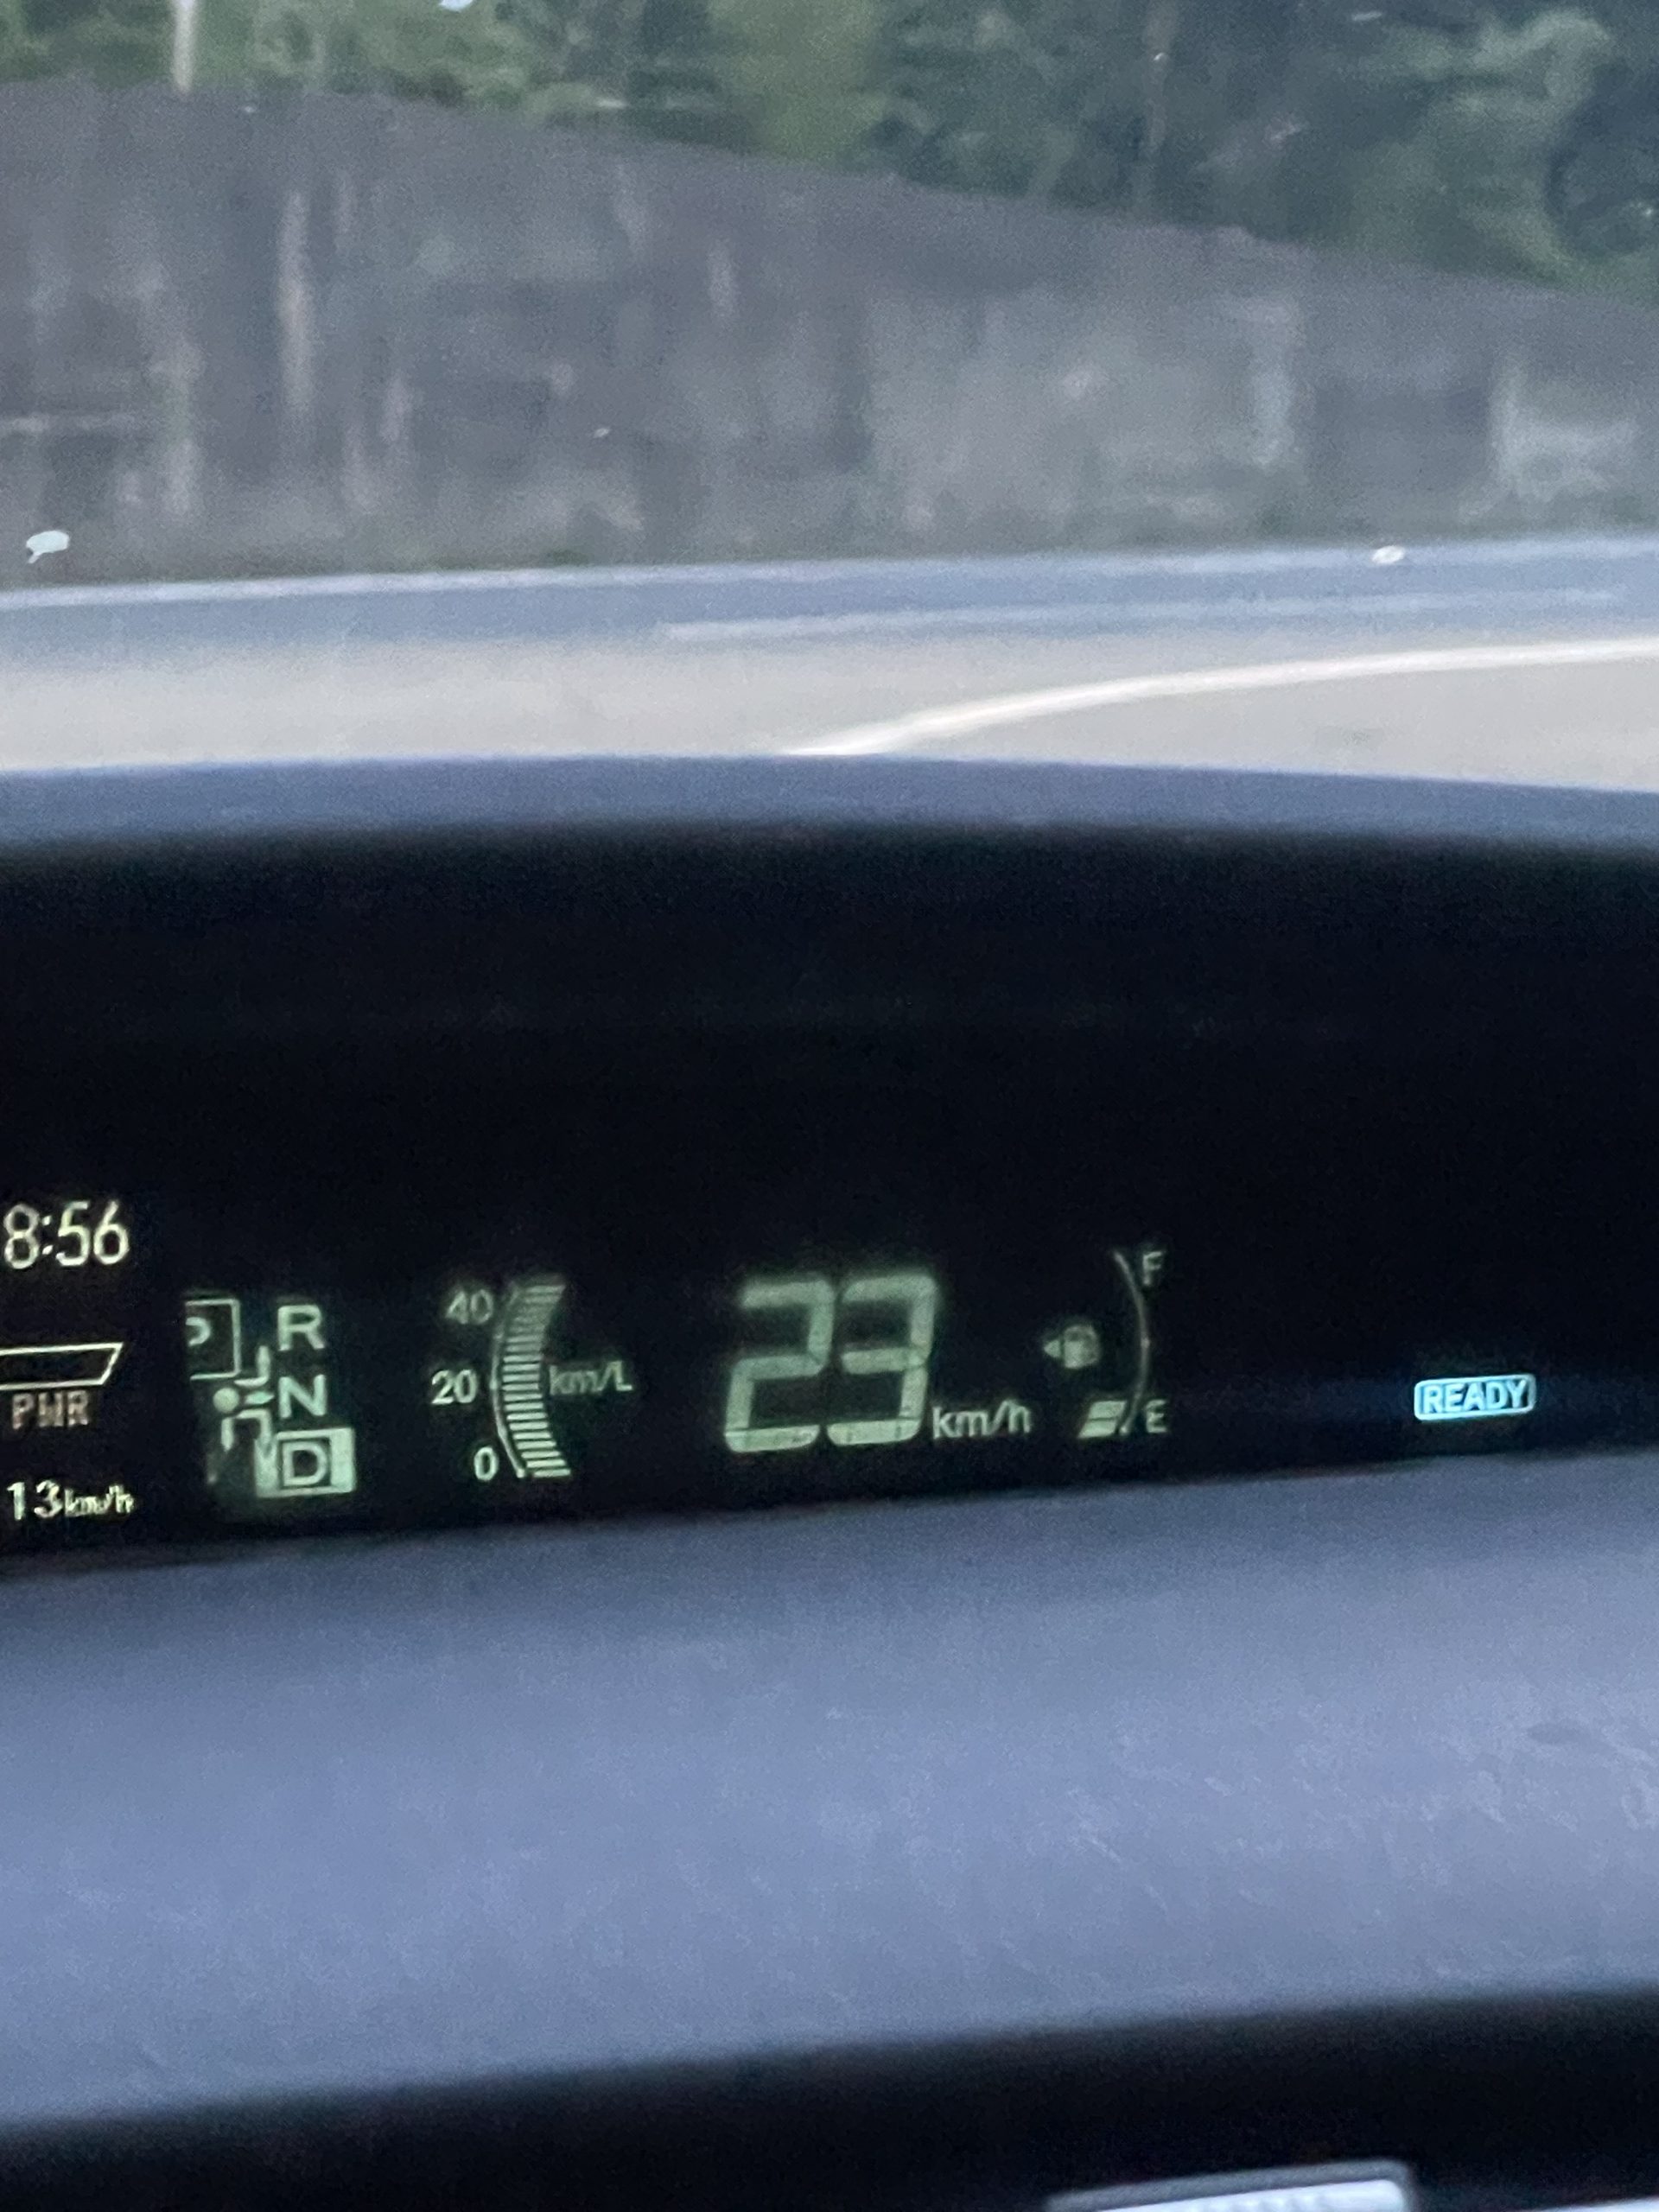 8:56
PWR
13km/h
P
R
N
D
40
20
0
km/L
23
km/h
F
E
READY